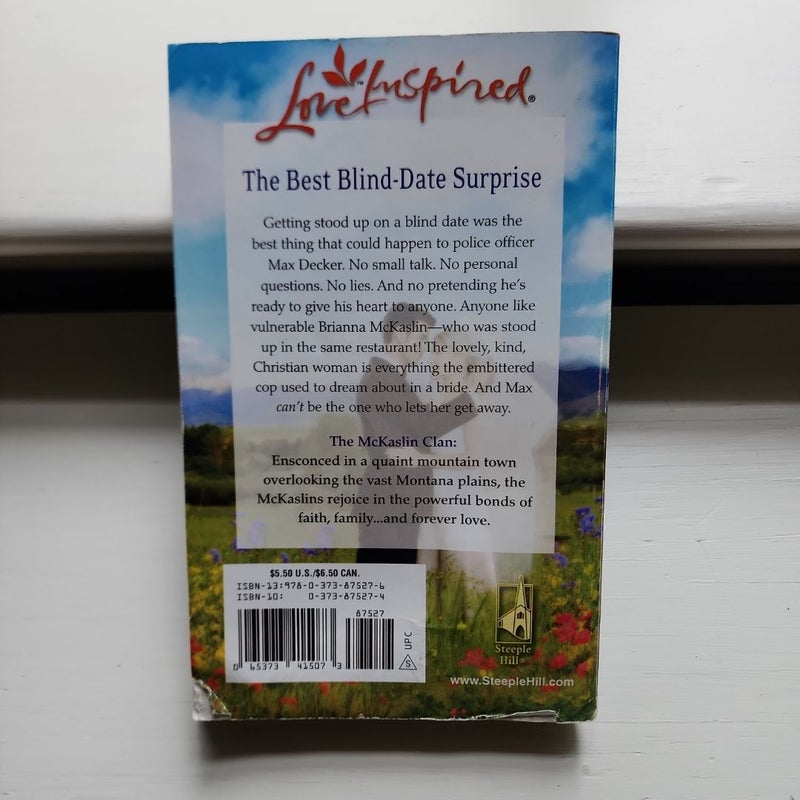 Love Inspired®
™
The Best Blind-Date Surprise
Getting stood up on a blind date was the
best thing that could happen to police officer
Max Decker. No small talk. No personal
questions. No lies. And no pretending he's
ready to give his heart to anyone. Anyone like
vulnerable Brianna McKaslin—who was stood
up in the same restaurant! The lovely, kind,
Christian woman is everything the embittered
cop used to dream about in a bride. And Max
can't be the one who lets her get away.
The McKaslin Clan:
Ensconced in a quaint mountain town
overlooking the vast Montana plains, the
McKaslins rejoice in the powerful bonds of
faith, family...and forever love.
$5.50 U.S./$6.50 CAN.
ISBN-13:978-0-373-87527-6
ISBN-10: 0-373-87527-4
87527
0 65373 41507 3
UPC
S
Steeple
Hill®
www.SteepleHill.com